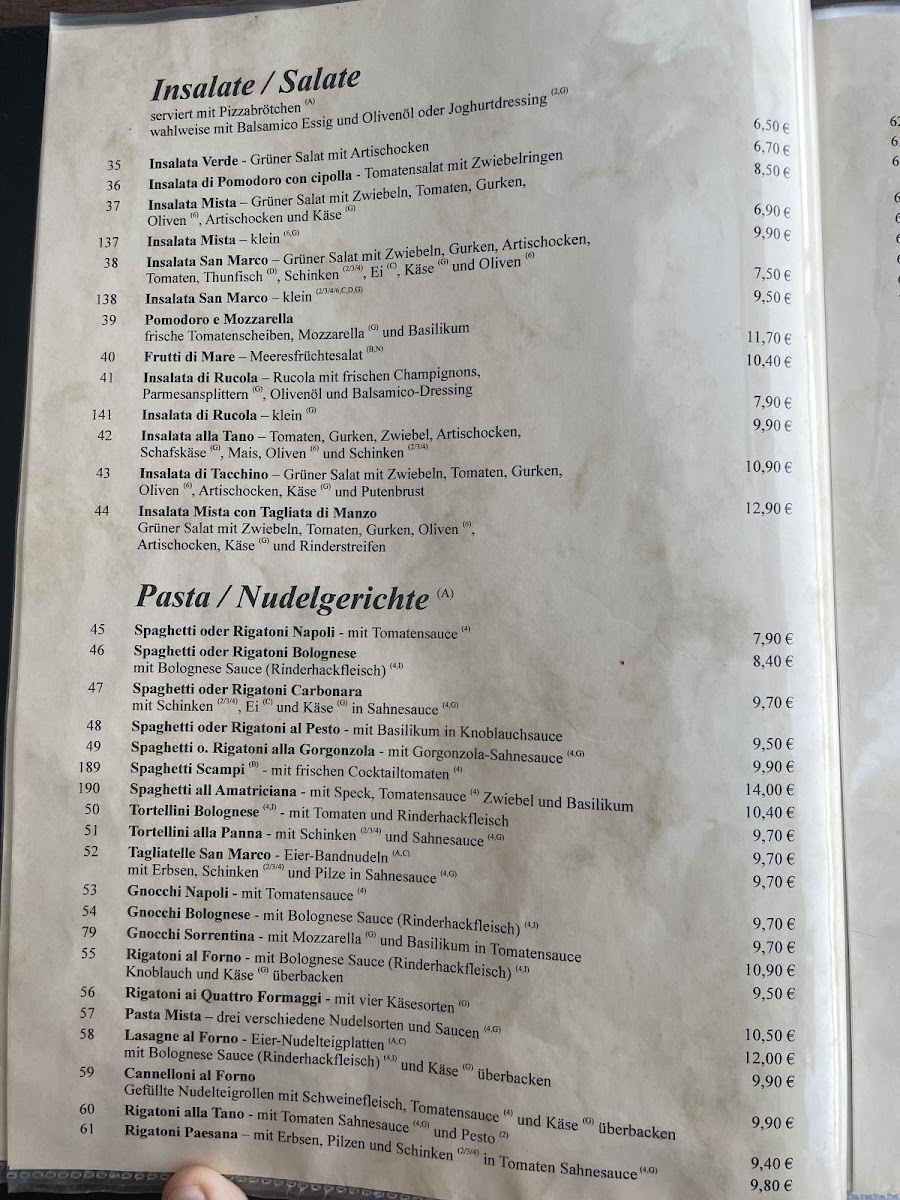 Insalate / Salate
serviert mit Pizzabrötchen (A)
wahlweise mit Balsamico Essig und Olivenöl oder Joghurtdressing (2,G)
35 Insalata Verde - Grüner Salat mit Artischocken 6,50 €
36 Insalata di Pomodoro con cipolla - Tomatensalat mit Zwiebelringen 6,70 €
37 Insalata Mista – Grüner Salat mit Zwiebeln, Tomaten, Gurken, 8,50 €
Oliven (6), Artischocken und Käse (G)
137 Insalata Mista – klein (6,G) 6,90 €
38 Insalata San Marco – Grüner Salat mit Zwiebeln, Gurken, Artischocken, 9,90 €
Tomaten, Thunfisch (D), Schinken (2/3/4), Ei (C), Käse (G) und Oliven (6)
138 Insalata San Marco – klein (2/3/4/6,C,D,G) 7,50 €
39 Pomodoro e Mozzarella 9,50 €
frische Tomatenscheiben, Mozzarella (G) und Basilikum
40 Frutti di Mare – Meeresfrüchtesalat (B,N) 11,70 €
41 Insalata di Rucola – Rucola mit frischen Champignons, 10,40 €
Parmesansplittern (G), Olivenöl und Balsamico-Dressing
141 Insalata di Rucola – klein (G) 7,90 €
42 Insalata alla Tano – Tomaten, Gurken, Zwiebel, Artischocken, 9,90 €
Schafskäse (G), Mais, Oliven (6) und Schinken (2/3/4)
43 Insalata di Tacchino – Grüner Salat mit Zwiebeln, Tomaten, Gurken, 10,90 €
Oliven (6), Artischocken, Käse (G) und Putenbrust
44 Insalata Mista con Tagliata di Manzo 12,90 €
Grüner Salat mit Zwiebeln, Tomaten, Gurken, Oliven (6),
Artischocken, Käse (G) und Rinderstreifen
Pasta / Nudelgerichte (A)
45 Spaghetti oder Rigatoni Napoli - mit Tomatensauce (4) 7,90 €
46 Spaghetti oder Rigatoni Bolognese 8,40 €
mit Bolognese Sauce (Rinderhackfleisch) (4,I)
47 Spaghetti oder Rigatoni Carbonara 9,70 €
mit Schinken (2/3/4), Ei (C) und Käse (G) in Sahnesauce (4,G)
48 Spaghetti oder Rigatoni al Pesto - mit Basilikum in Knoblauchsauce 9,50 €
49 Spaghetti o. Rigatoni alla Gorgonzola - mit Gorgonzola-Sahnesauce (4,G) 9,90 €
189 Spaghetti Scampi (B) - mit frischen Cocktailtomaten (4) 14,00 €
190 Spaghetti all Amatriciana - mit Speck, Tomatensauce (4) Zwiebel und Basilikum 10,40 €
50 Tortellini Bolognese (4,I) - mit Tomaten und Rinderhackfleisch 9,70 €
51 Tortellini alla Panna - mit Schinken (2/3/4) und Sahnesauce (4,G) 9,70 €
52 Tagliatelle San Marco - Eier-Bandnudeln (A,C) 9,70 €
mit Erbsen, Schinken (2/3/4) und Pilze in Sahnesauce (4,G)
53 Gnocchi Napoli - mit Tomatensauce (4) 9,70 €
54 Gnocchi Bolognese - mit Bolognese Sauce (Rinderhackfleisch) (4,I) 9,70 €
79 Gnocchi Sorrentina - mit Mozzarella (G) und Basilikum in Tomatensauce 10,90 €
55 Rigatoni al Forno - mit Bolognese Sauce (Rinderhackfleisch) (4,I) 9,50 €
Knoblauch und Käse (G) überbacken
56 Rigatoni ai Quattro Formaggi - mit vier Käsesorten (G) 10,50 €
57 Pasta Mista – drei verschiedene Nudelsorten und Saucen (4,G) 12,00 €
58 Lasagne al Forno - Eier-Nudelteigplatten (A,C) 9,90 €
mit Bolognese Sauce (Rinderhackfleisch) (4,I) und Käse (G) überbacken
59 Cannelloni al Forno 9,90 €
Gefüllte Nudelteigrollen mit Schweinefleisch, Tomatensauce (4) und Käse (G) überbacken
60 Rigatoni alla Tano - mit Tomaten Sahnesauce (4,G) und Pesto (2) 9,40 €
61 Rigatoni Paesana – mit Erbsen, Pilzen und Schinken (2/3/4) in Tomaten Sahnesauce (4,G) 9,80 €